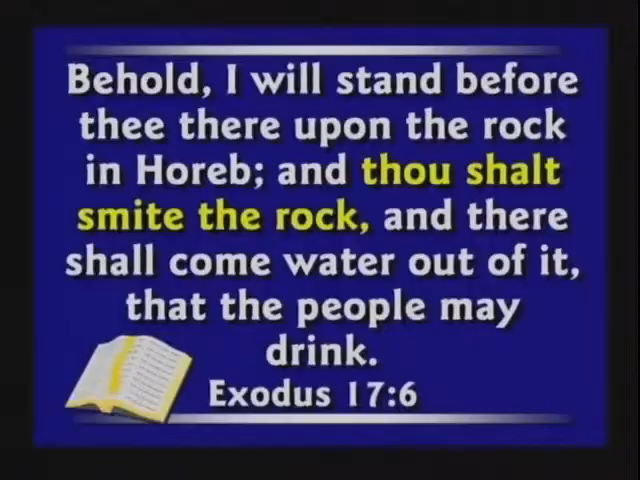 Behold, I will stand before
thee there upon the rock
in Horeb; and thou shalt
smite the rock, and there
shall come water out of it,
that the people may
drink.
Exodus 17:6